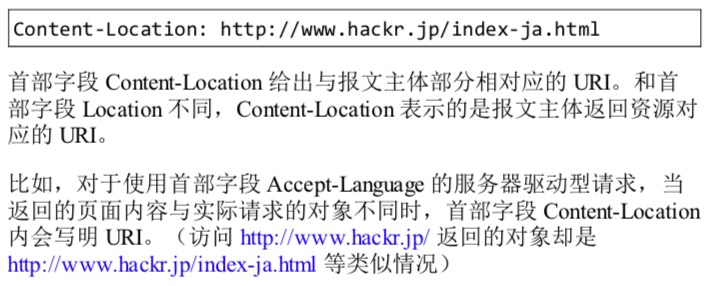 Content-Location: http://www.hackr.jp/index-ja.html
首部字段 Content-Location 给出与报文主体部分相对应的 URI。和首
部字段 Location 不同，Content-Location 表示的是报文主体返回资源对
应的 URI。
比如，对于使用首部字段 Accept-Language 的服务器驱动型请求，当
返回的页面内容与实际请求的对象不同时，首部字段 Content-Location
内会写明 URI。（访问 http://www.hackr.jp/ 返回的对象却是
http://www.hackr.jp/index-ja.html 等类似情况）